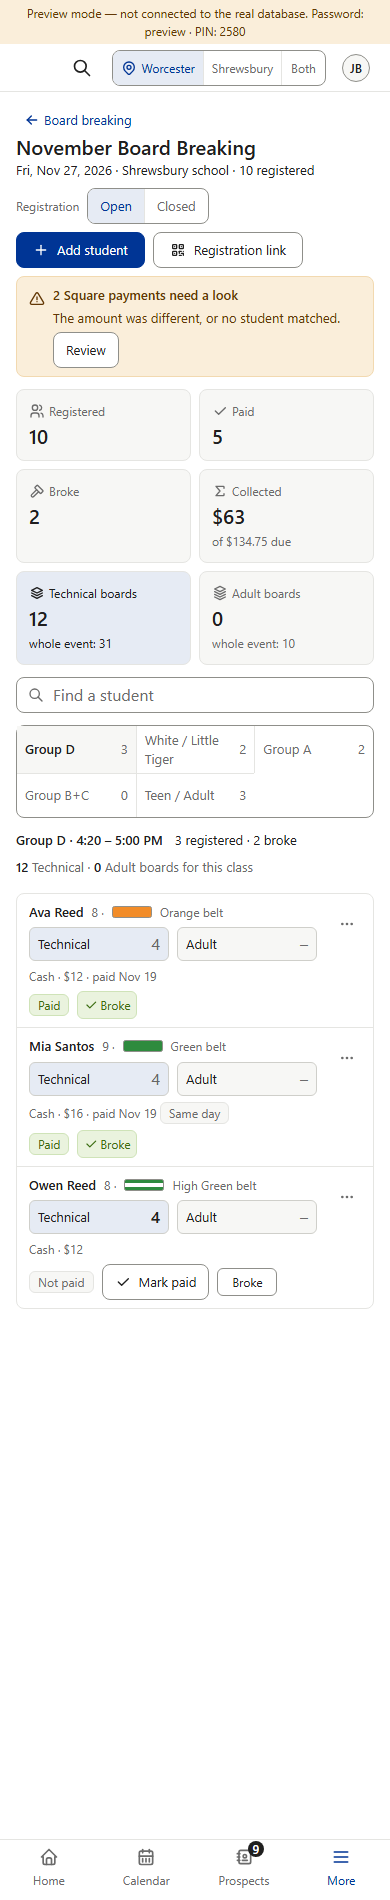 Preview mode — not connected to the real database. Password:
preview · PIN: 2580
Worcester Shrewsbury Both JB
Board breaking
November Board Breaking
Fri, Nov 27, 2026 · Shrewsbury school · 10 registered
Registration Open Closed
Add student Registration link
2 Square payments need a look
The amount was different, or no student matched.
Review
Registered Paid
10 5
Broke Collected
2 $63
of $134.75 due
Technical boards Adult boards
12 0
whole event: 31 whole event: 10
Find a student
Group D 3 White / Little Tiger 2 Group A 2
Group B+C 0 Teen / Adult 3
Group D · 4:20 – 5:00 PM 3 registered · 2 broke
12 Technical · 0 Adult boards for this class
Ava Reed 8 · Orange belt ...
Technical 4 Adult –
Cash · $12 · paid Nov 19
Paid Broke
Mia Santos 9 · Green belt ...
Technical 4 Adult –
Cash · $16 · paid Nov 19 Same day
Paid Broke
Owen Reed 8 · High Green belt ...
Technical 4 Adult –
Cash · $12
Not paid Mark paid Broke
9
Home Calendar Prospects More